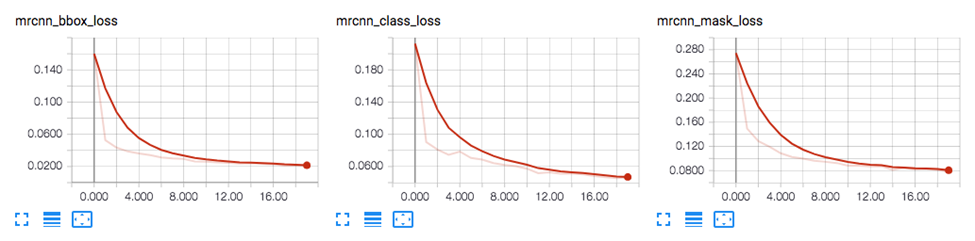 mrcnn_bbox_loss
0.140
0.100
0.0600
0.0200
0.000 4.000 8.000 12.00 16.00
mrcnn_class_loss
0.180
0.140
0.100
0.0600
0.000 4.000 8.000 12.00 16.00
mrcnn_mask_loss
0.280
0.240
0.200
0.160
0.120
0.0800
0.000 4.000 8.000 12.00 16.00